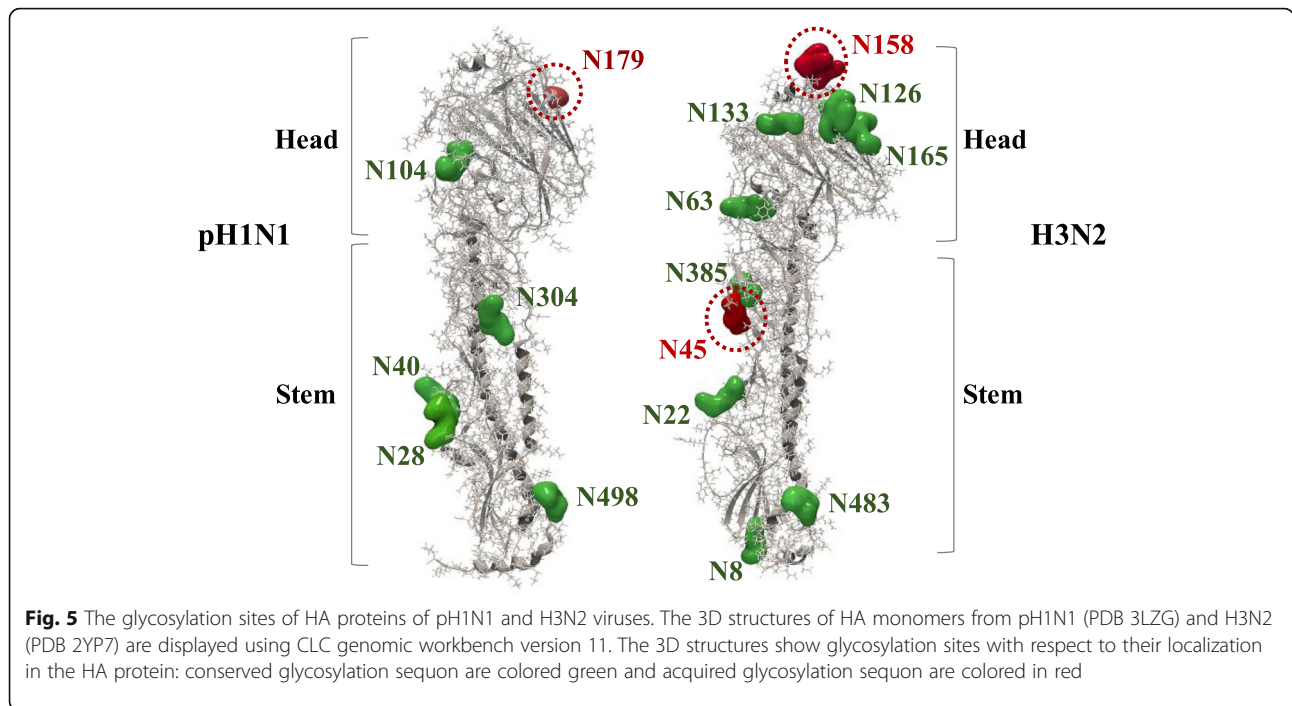 N179
Head
N104
pH1N1
N304
N40
Stem
N28
N498
N158
N126
N133
Head
N165
N63
H3N2
N385
N45
Stem
N22
N483
N8
Fig. 5 The glycosylation sites of HA proteins of pH1N1 and H3N2 viruses. The 3D structures of HA monomers from pH1N1 (PDB 3LZG) and H3N2
(PDB 2YP7) are displayed using CLC genomic workbench version 11. The 3D structures show glycosylation sites with respect to their localization
in the HA protein: conserved glycosylation sequon are colored green and acquired glycosylation sequon are colored in red